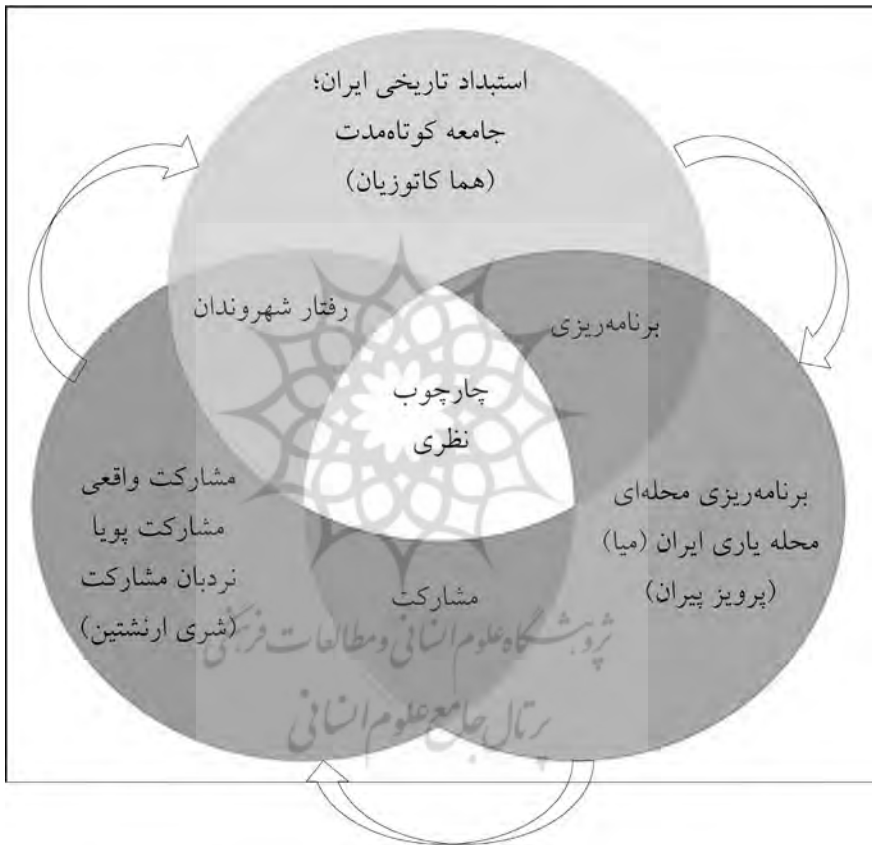 استبداد تاریخی ایران؛
جامعه کوتاه‌مدت
(هما کاتوزیان)
رفتار شهروندان
برنامه‌ریزی
چارچوب
نظری
مشارکت واقعی
مشارکت پویا
نردبان مشارکت
(شری ارنشتین)
برنامه‌ریزی محله‌ای
محله یاری ایران (میا)
(پرویز پیران)
مشارکت
پژوهشگاه علوم انسانی و مطالعات فرهنگی
پرتال جامع علوم انسانی